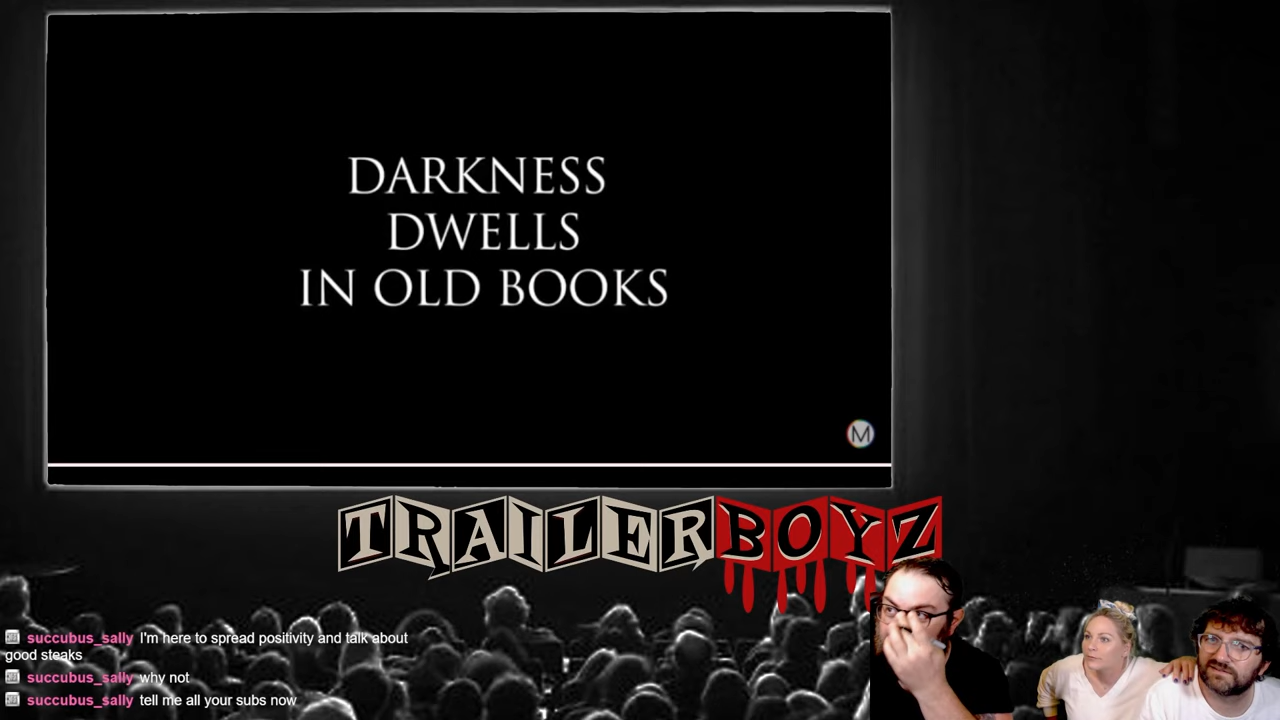 DARKNESS
DWELLS
IN OLD BOOKS
M
TRAILERBOYZ
succubus_sally I'm here to spread positivity and talk about
good steaks
succubus_sally why not
succubus_sally tell me all your subs now